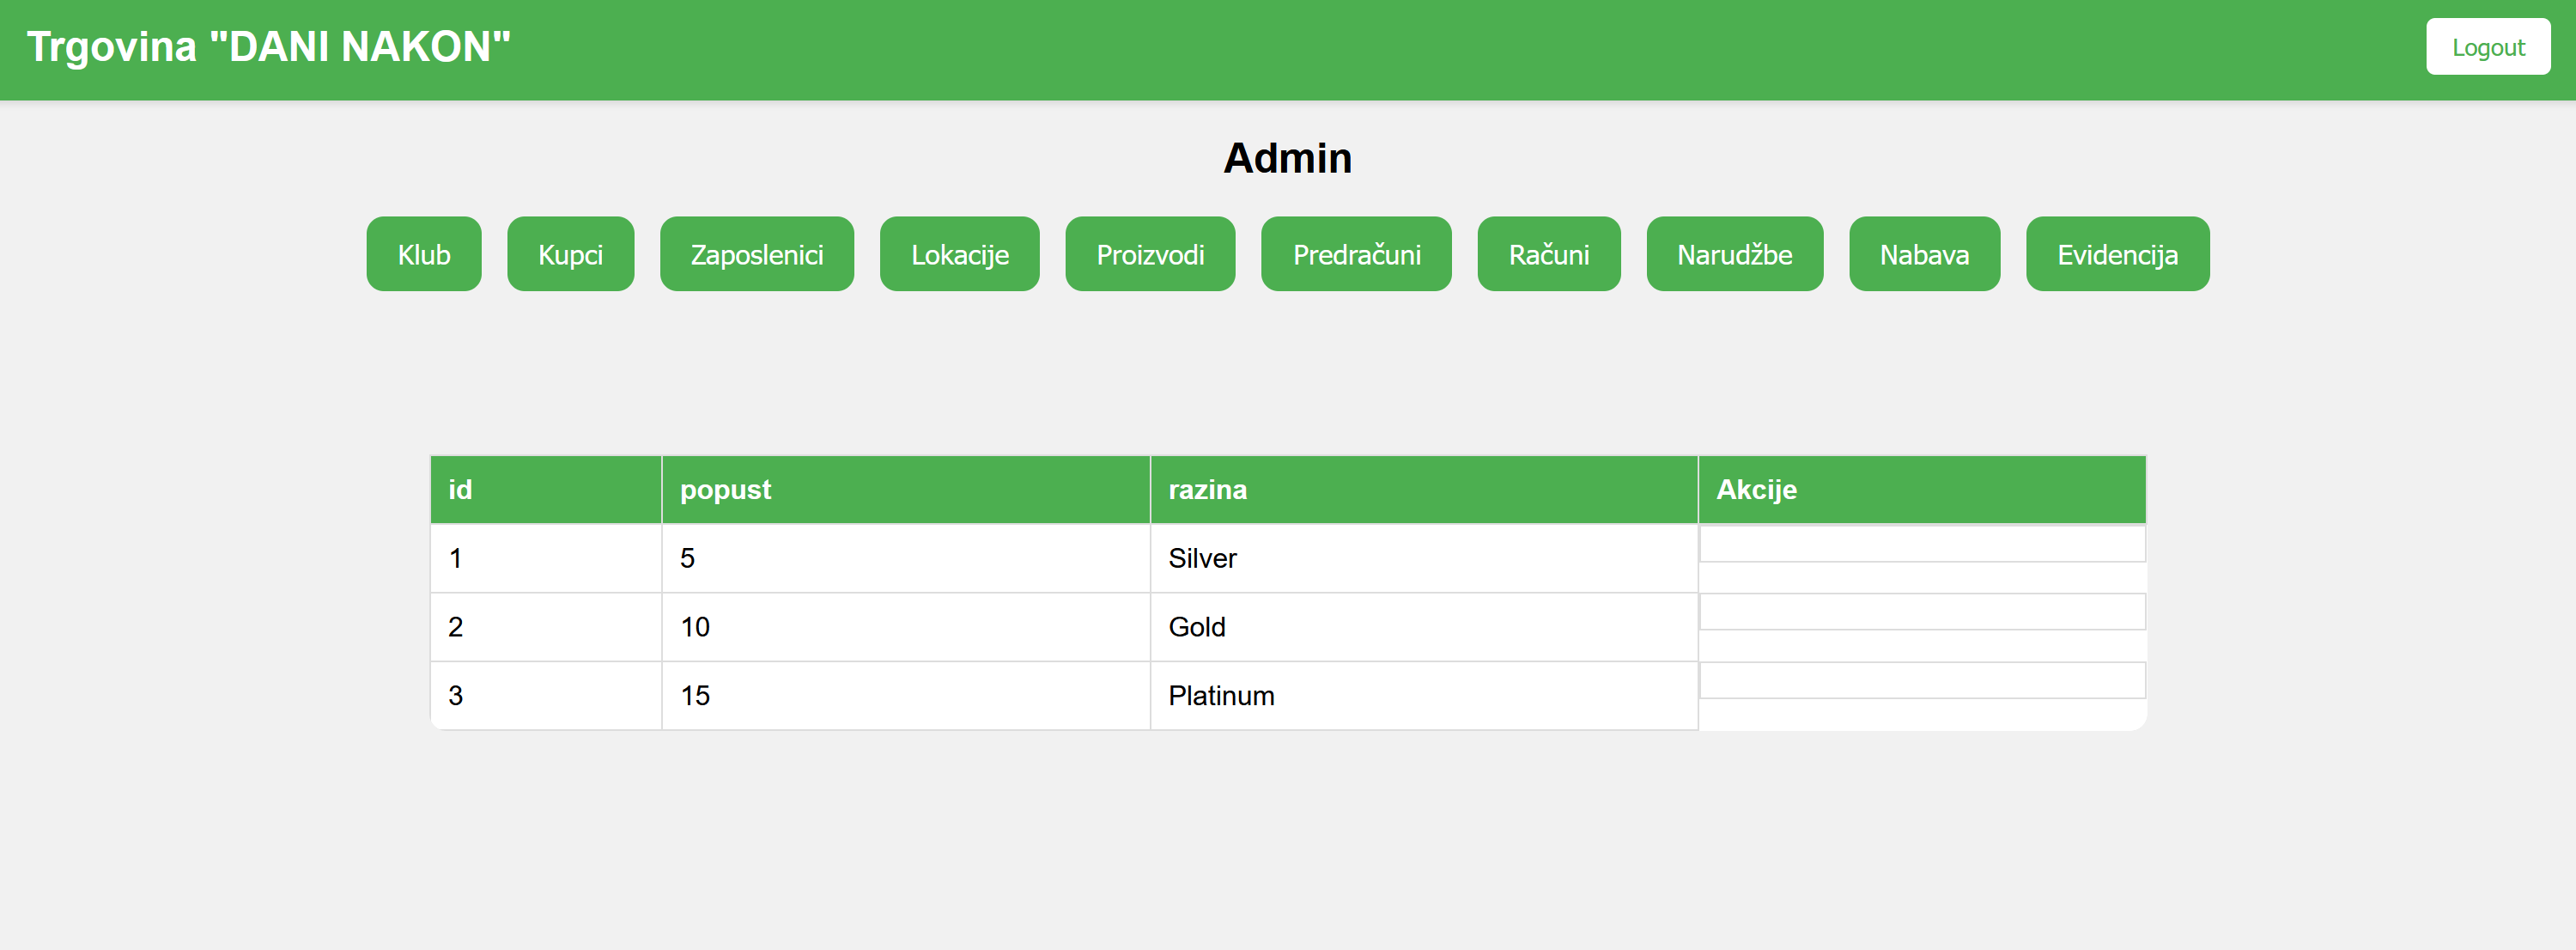 Trgovina "DANI NAKON" Logout
Admin
Klub Kupci Zaposlenici Lokacije Proizvodi Predračuni Računi Narudžbe Nabava Evidencija
id popust razina Akcije
1 5 Silver
2 10 Gold
3 15 Platinum